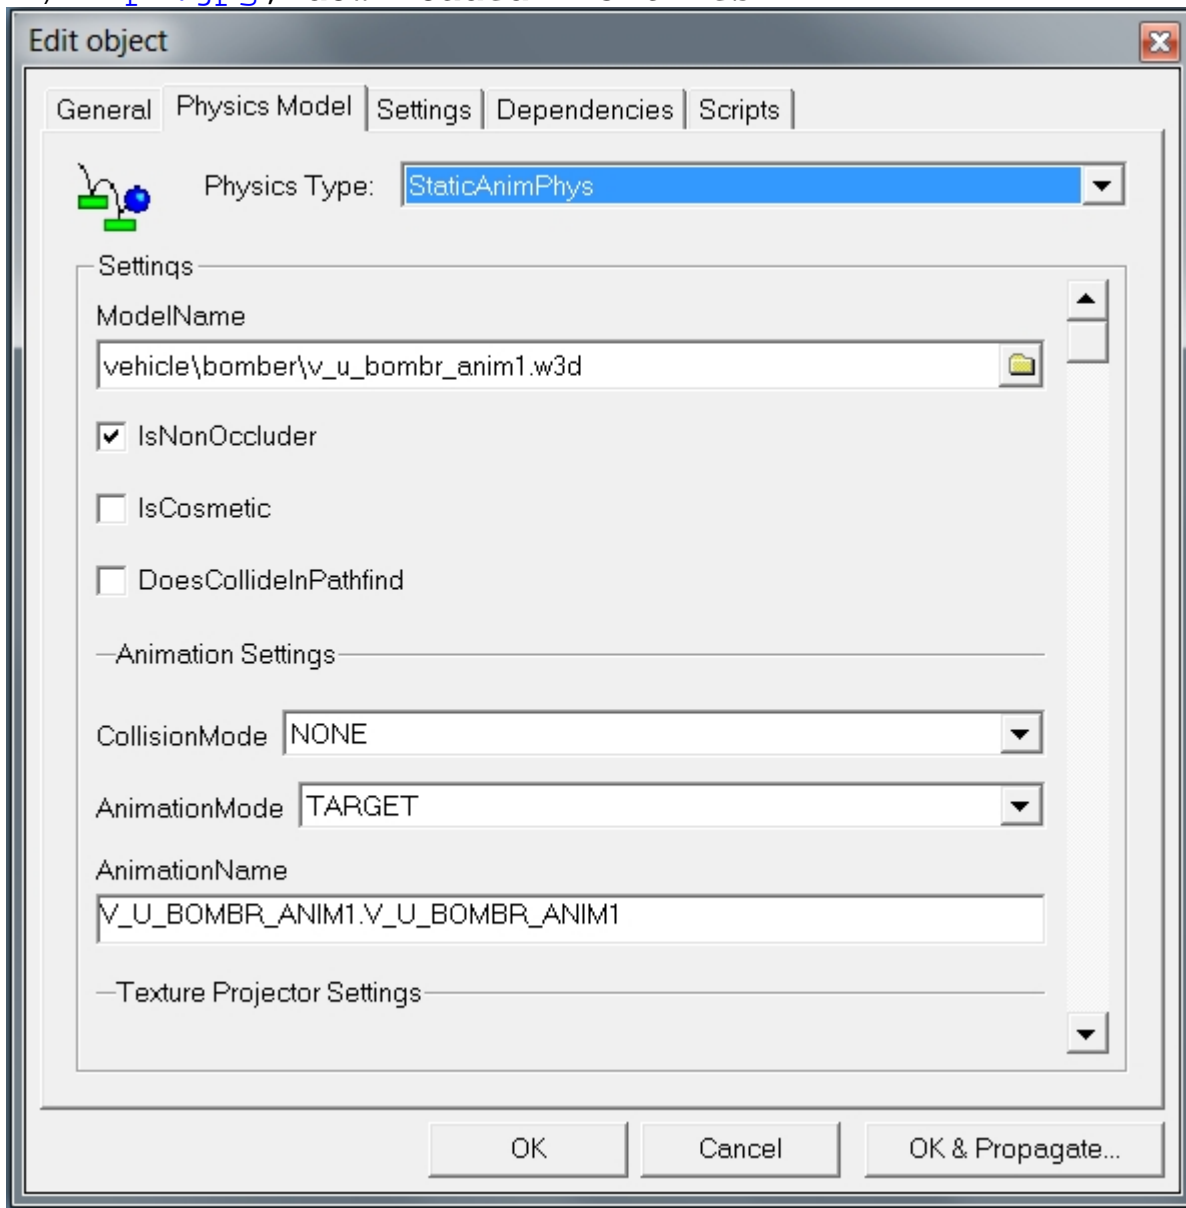 Edit object
General Physics Model Settings Dependencies Scripts
Physics Type: StaticAnimPhys
Settings
ModelName
vehicle\bomber\v_u_bombr_anim1.w3d
IsNonOccluder
IsCosmetic
DoesCollideInPathfind
Animation Settings
CollisionMode NONE
AnimationMode TARGET
AnimationName
V_U_BOMBR_ANIM1.V_U_BOMBR_ANIM1
Texture Projector Settings
OK Cancel OK & Propagate...